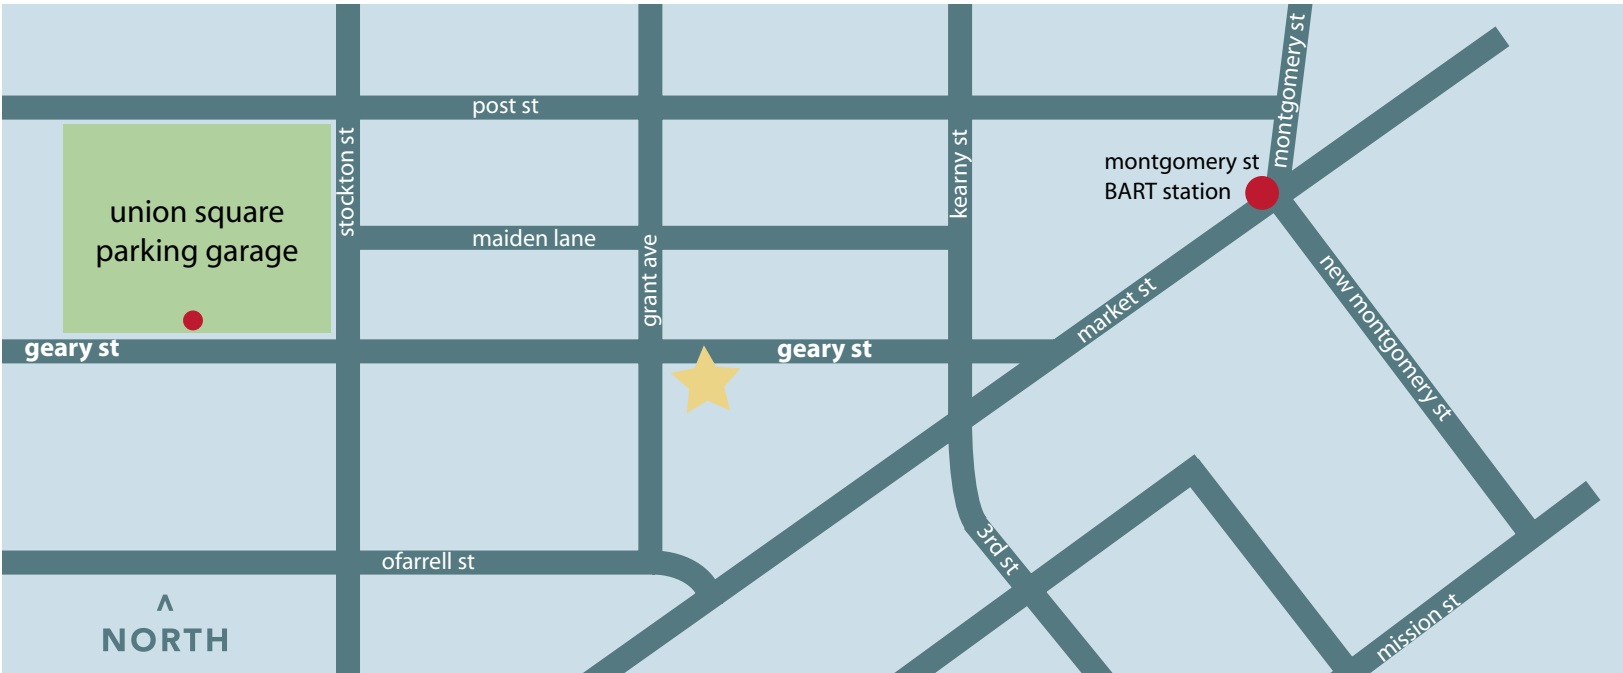 montgomery st
post st
stockton st
kearny st
montgomery st
BART station
union square
parking garage
maiden lane
grant ave
new montgomery st
market st
geary st
geary st
ofarrell st
3rd st
^
NORTH
mission st